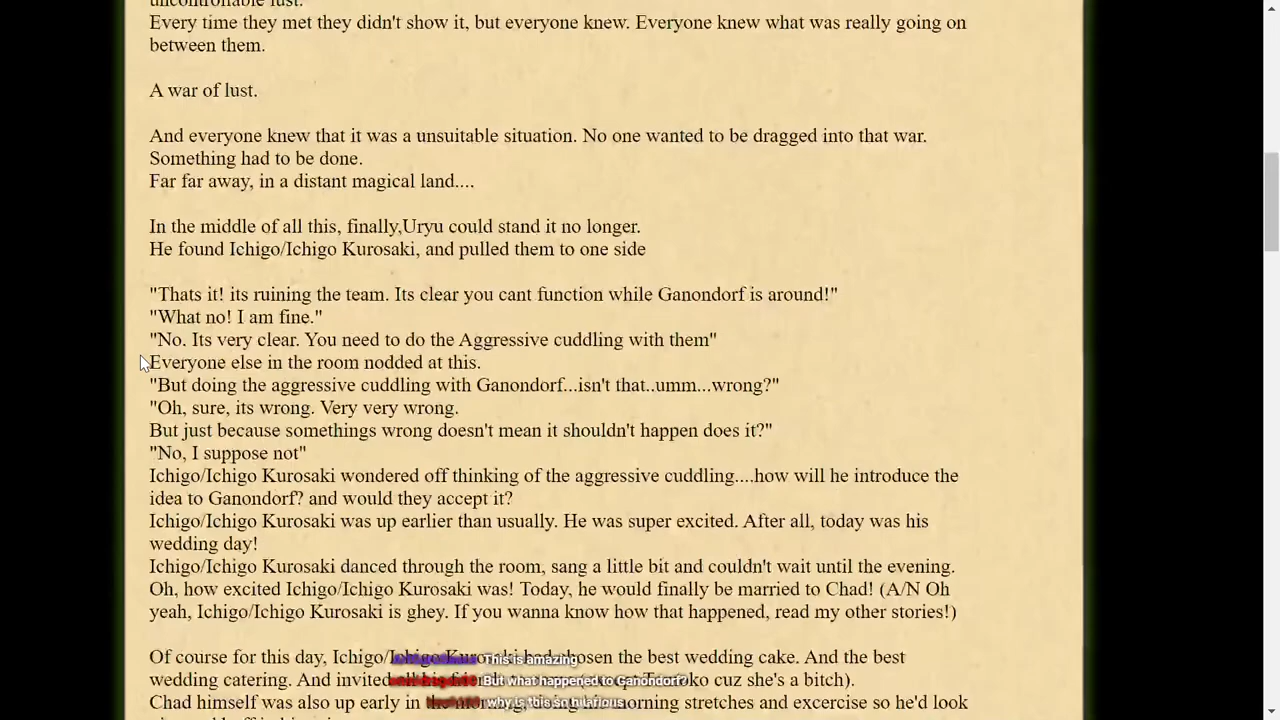 uncontrollable lust.
Every time they met they didn't show it, but everyone knew. Everyone knew what was really going on
between them.
A war of lust.
And everyone knew that it was a unsuitable situation. No one wanted to be dragged into that war.
Something had to be done.
Far far away, in a distant magical land....
In the middle of all this, finally,Uryu could stand it no longer.
He found Ichigo/Ichigo Kurosaki, and pulled them to one side
"Thats it! its ruining the team. Its clear you cant function while Ganondorf is around!"
"What no! I am fine."
"No. Its very clear. You need to do the Aggressive cuddling with them"
Everyone else in the room nodded at this.
"But doing the aggressive cuddling with Ganondorf...isn't that..umm...wrong?"
"Oh, sure, its wrong. Very very wrong.
But just because somethings wrong doesn't mean it shouldn't happen does it?"
"No, I suppose not"
Ichigo/Ichigo Kurosaki wondered off thinking of the aggressive cuddling....how will he introduce the
idea to Ganondorf? and would they accept it?
Ichigo/Ichigo Kurosaki was up earlier than usually. He was super excited. After all, today was his
wedding day!
Ichigo/Ichigo Kurosaki danced through the room, sang a little bit and couldn't wait until the evening.
Oh, how excited Ichigo/Ichigo Kurosaki was! Today, he would finally be married to Chad! (A/N Oh
yeah, Ichigo/Ichigo Kurosaki is ghey. If you wanna know how that happened, read my other stories!)
Of course for this day, Ichigo/Ichigo Kurosaki had chosen the best wedding cake. And the best
This is amazing
wedding catering. And invited cuz she's a bitch).
But what happened to Ganondorf?
Chad himself was also up early in the morning, stretches and excercise so he'd look
why is this so hilarious